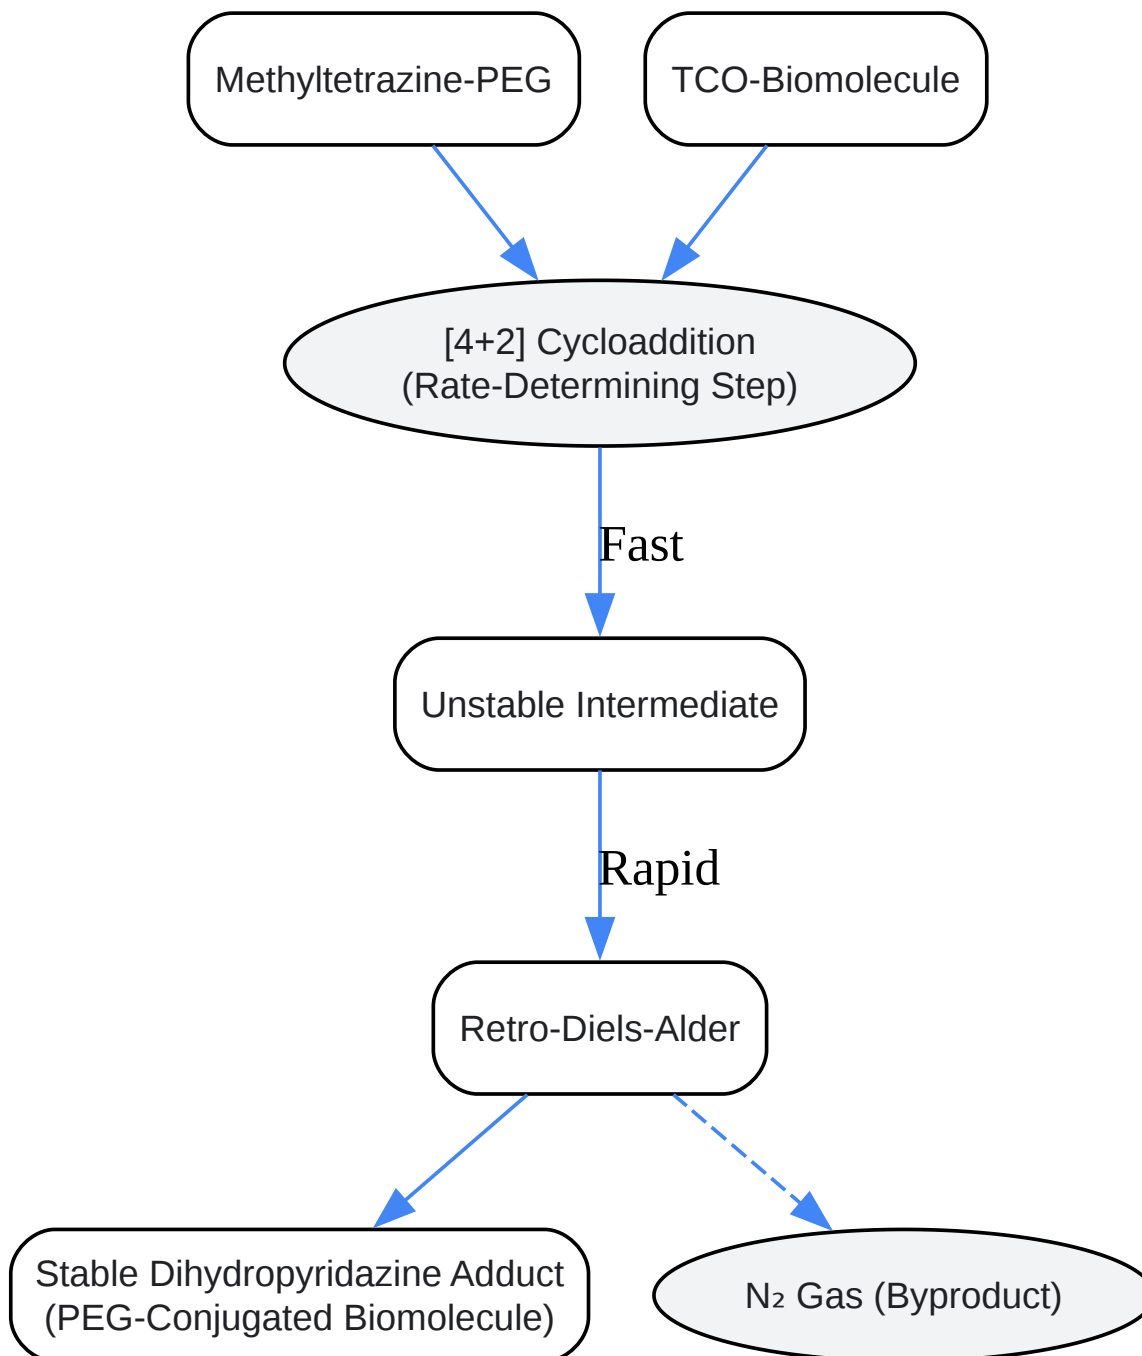 Methyltetrazine-PEG
TCO-Biomolecule
[4+2] Cycloaddition
(Rate-Determining Step)
Fast
Unstable Intermediate
Rapid
Retro-Diels-Alder
Stable Dihydropyridazine Adduct
(PEG-Conjugated Biomolecule)
N₂ Gas (Byproduct)